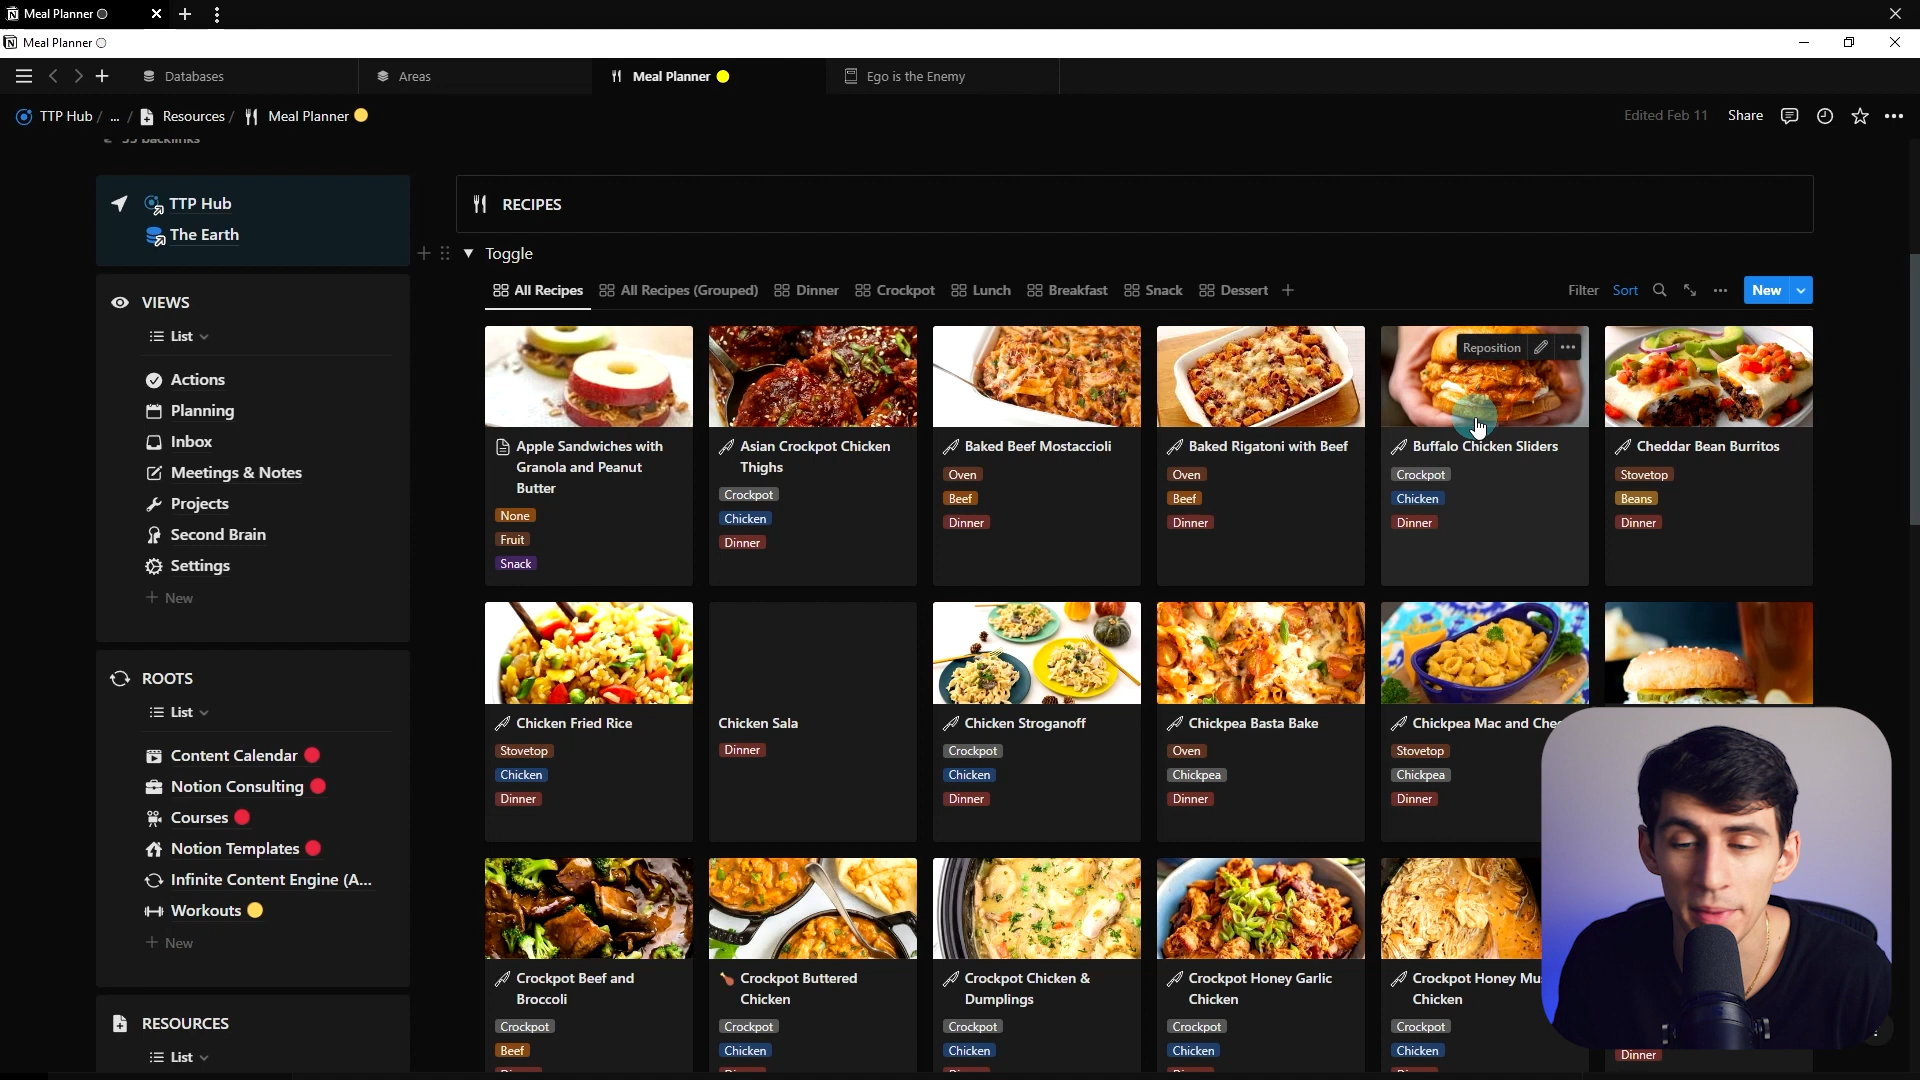 Meal Planner
Meal Planner
Databases
Areas
Meal Planner
Ego is the Enemy
TTP Hub / ... / Resources / Meal Planner
Edited Feb 11
Share
33 backlinks
TTP Hub
The Earth
VIEWS
List
Actions
Planning
Inbox
Meetings & Notes
Projects
Second Brain
Settings
New
ROOTS
List
Content Calendar
Notion Consulting
Courses
Notion Templates
Infinite Content Engine (A...
Workouts
New
RESOURCES
List
RECIPES
Toggle
All Recipes
All Recipes (Grouped)
Dinner
Crockpot
Lunch
Breakfast
Snack
Dessert
Filter
Sort
New
Apple Sandwiches with
Granola and Peanut
Butter
None
Fruit
Snack
Asian Crockpot Chicken
Thighs
Crockpot
Chicken
Dinner
Baked Beef Mostaccioli
Oven
Beef
Dinner
Baked Rigatoni with Beef
Oven
Beef
Dinner
Reposition
Buffalo Chicken Sliders
Crockpot
Chicken
Dinner
Cheddar Bean Burritos
Stovetop
Beans
Dinner
Chicken Fried Rice
Stovetop
Chicken
Dinner
Chicken Sala
Dinner
Chicken Stroganoff
Crockpot
Chicken
Dinner
Chickpea Basta Bake
Oven
Chickpea
Dinner
Chickpea Mac and Chee
Stovetop
Chickpea
Dinner
Crockpot Beef and
Broccoli
Crockpot
Beef
Crockpot Buttered
Chicken
Crockpot
Chicken
Crockpot Chicken &
Dumplings
Crockpot
Chicken
Crockpot Honey Garlic
Chicken
Crockpot
Chicken
Crockpot Honey Mu
Chicken
Crockpot
Chicken
Dinner